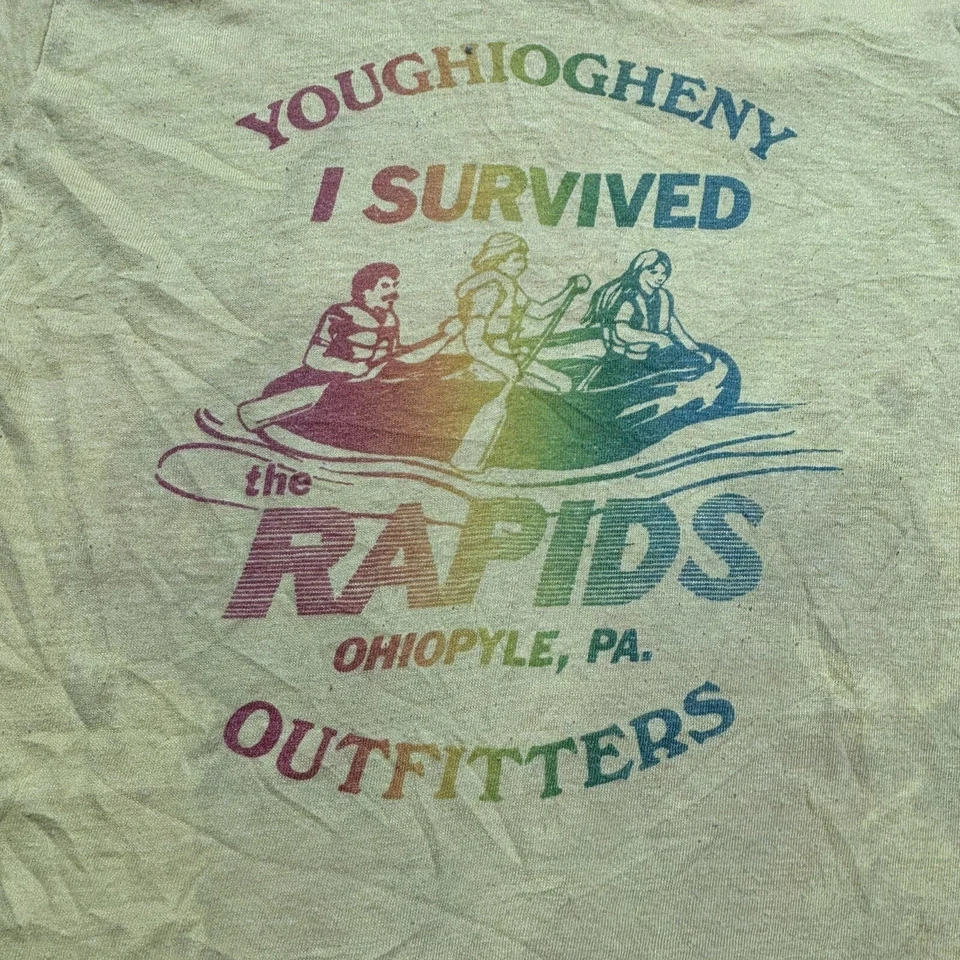 YOUGHIOGHENY
I SURVIVED
the
RAPIDS
OHIOPYLE, PA.
OUTFITTERS